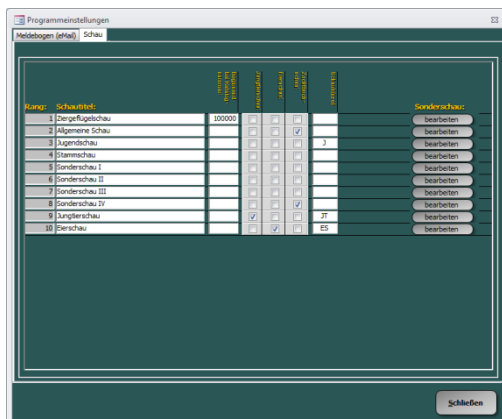 Programmeinstellungen
Meldebogen (eMail) Schau
Jungtierschau
Eierschau
Rang: Schautitel: Sonderschau:
1 Ziergeflügelschau 100000 bearbeiten
2 Allgemeine Schau bearbeiten
3 Jugendschau J bearbeiten
4 Stammschau bearbeiten
5 Sonderschau I bearbeiten
6 Sonderschau II bearbeiten
7 Sonderschau III bearbeiten
8 Sonderschau IV bearbeiten
9 Jungtierschau JT bearbeiten
10 Eierschau ES bearbeiten
Schließen